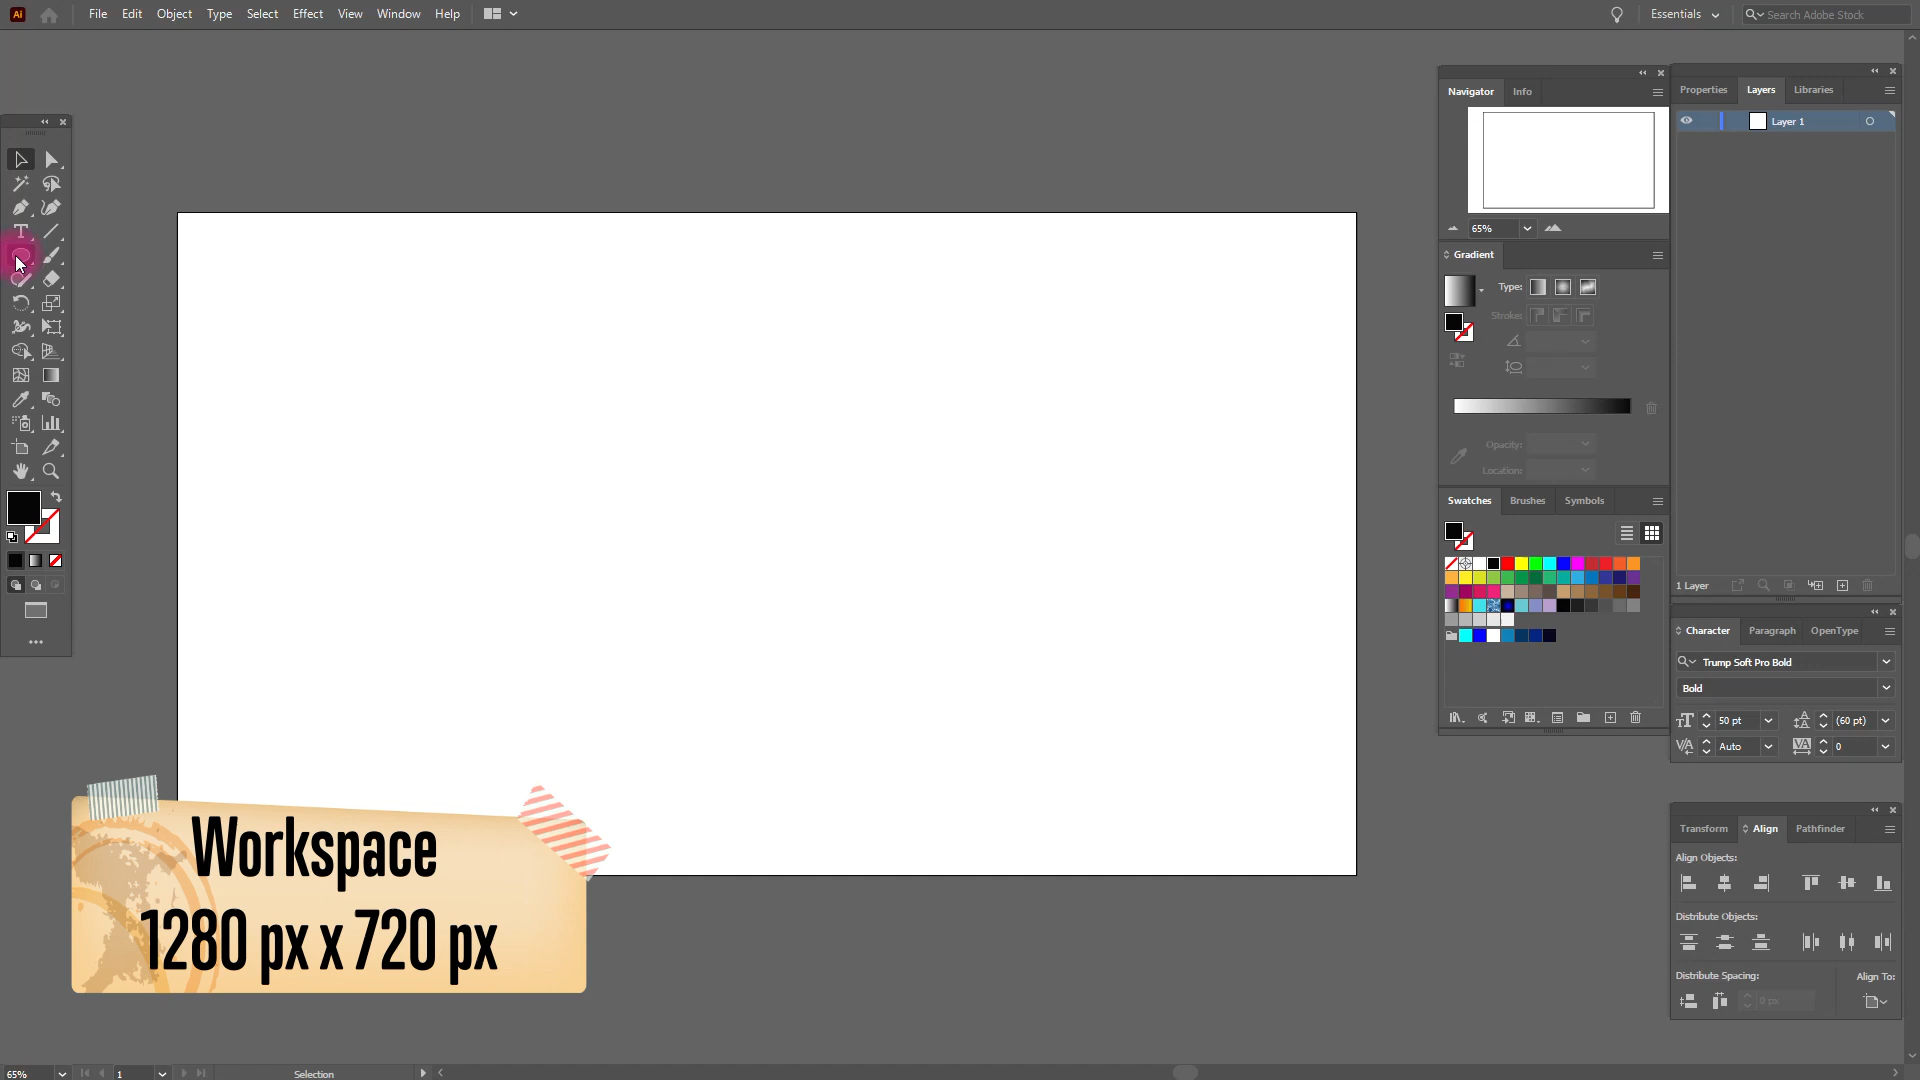 Ai
File Edit Object Type Select Effect View Window Help
Essentials
Search Adobe Stock
Navigator Info
65%
Gradient
Type:
Stroke:
Opacity:
Location:
Swatches Brushes Symbols
Properties Layers Libraries
Layer 1
1 Layer
Character Paragraph OpenType
Trump Soft Pro Bold
Bold
50 pt (60 pt)
Auto 0
Transform Align Pathfinder
Align Objects:
Distribute Objects:
Distribute Spacing: Align To:
0 px
Workspace
1280 px x 720 px
65% 1 Selection